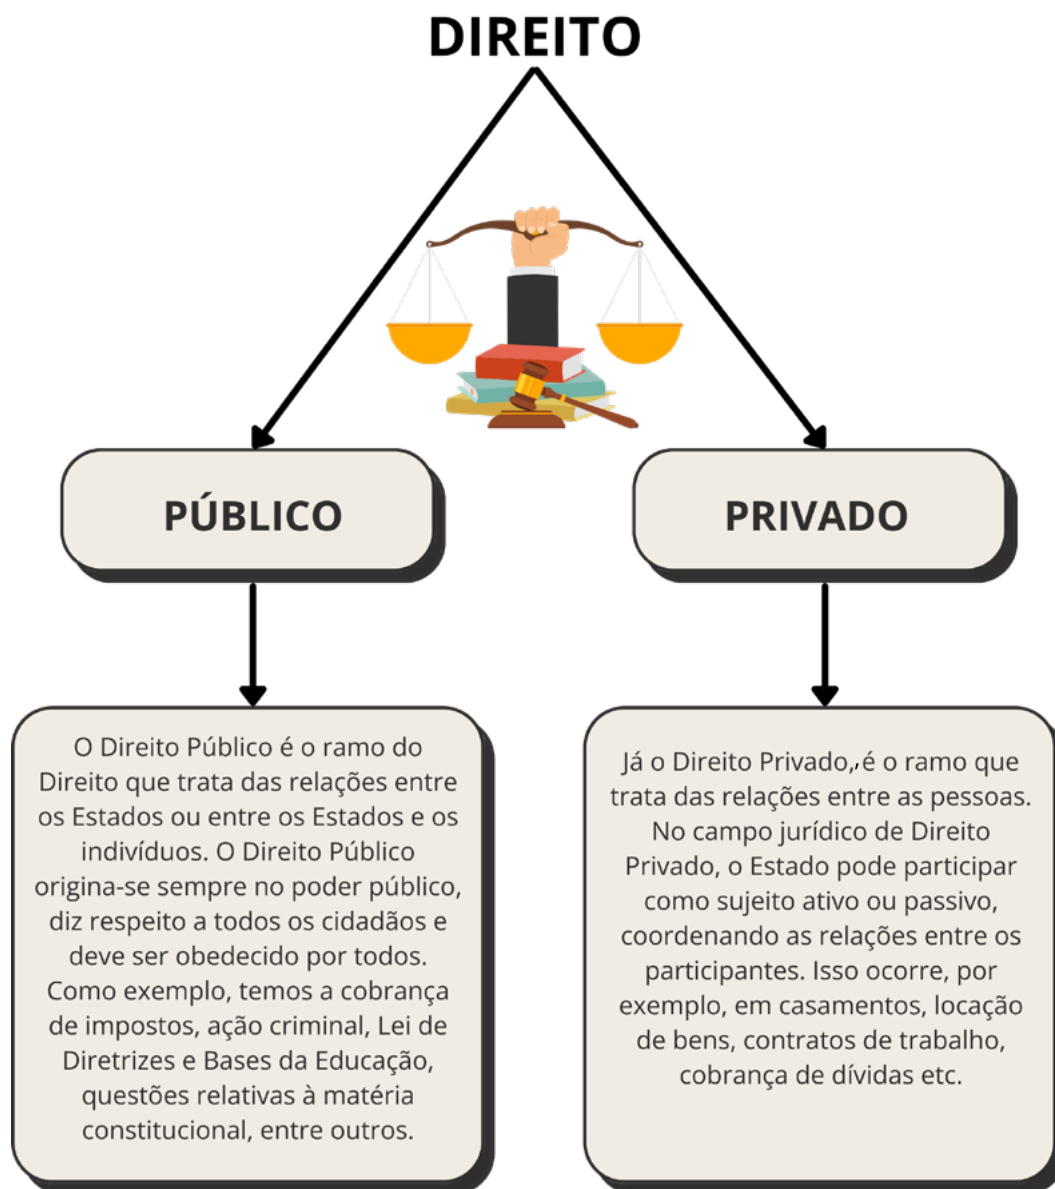 DIREITO
PÚBLICO
PRIVADO
O Direito Público é o ramo do
Direito que trata das relações entre
os Estados ou entre os Estados e os
indivíduos. O Direito Público
origina-se sempre no poder público,
diz respeito a todos os cidadãos e
deve ser obedecido por todos.
Como exemplo, temos a cobrança
de impostos, ação criminal, Lei de
Diretrizes e Bases da Educação,
questões relativas à matéria
constitucional, entre outros.
Já o Direito Privado,,é o ramo que
trata das relações entre as pessoas.
No campo jurídico de Direito
Privado, o Estado pode participar
como sujeito ativo ou passivo,
coordenando as relações entre os
participantes. Isso ocorre, por
exemplo, em casamentos, locação
de bens, contratos de trabalho,
cobrança de dívidas etc.